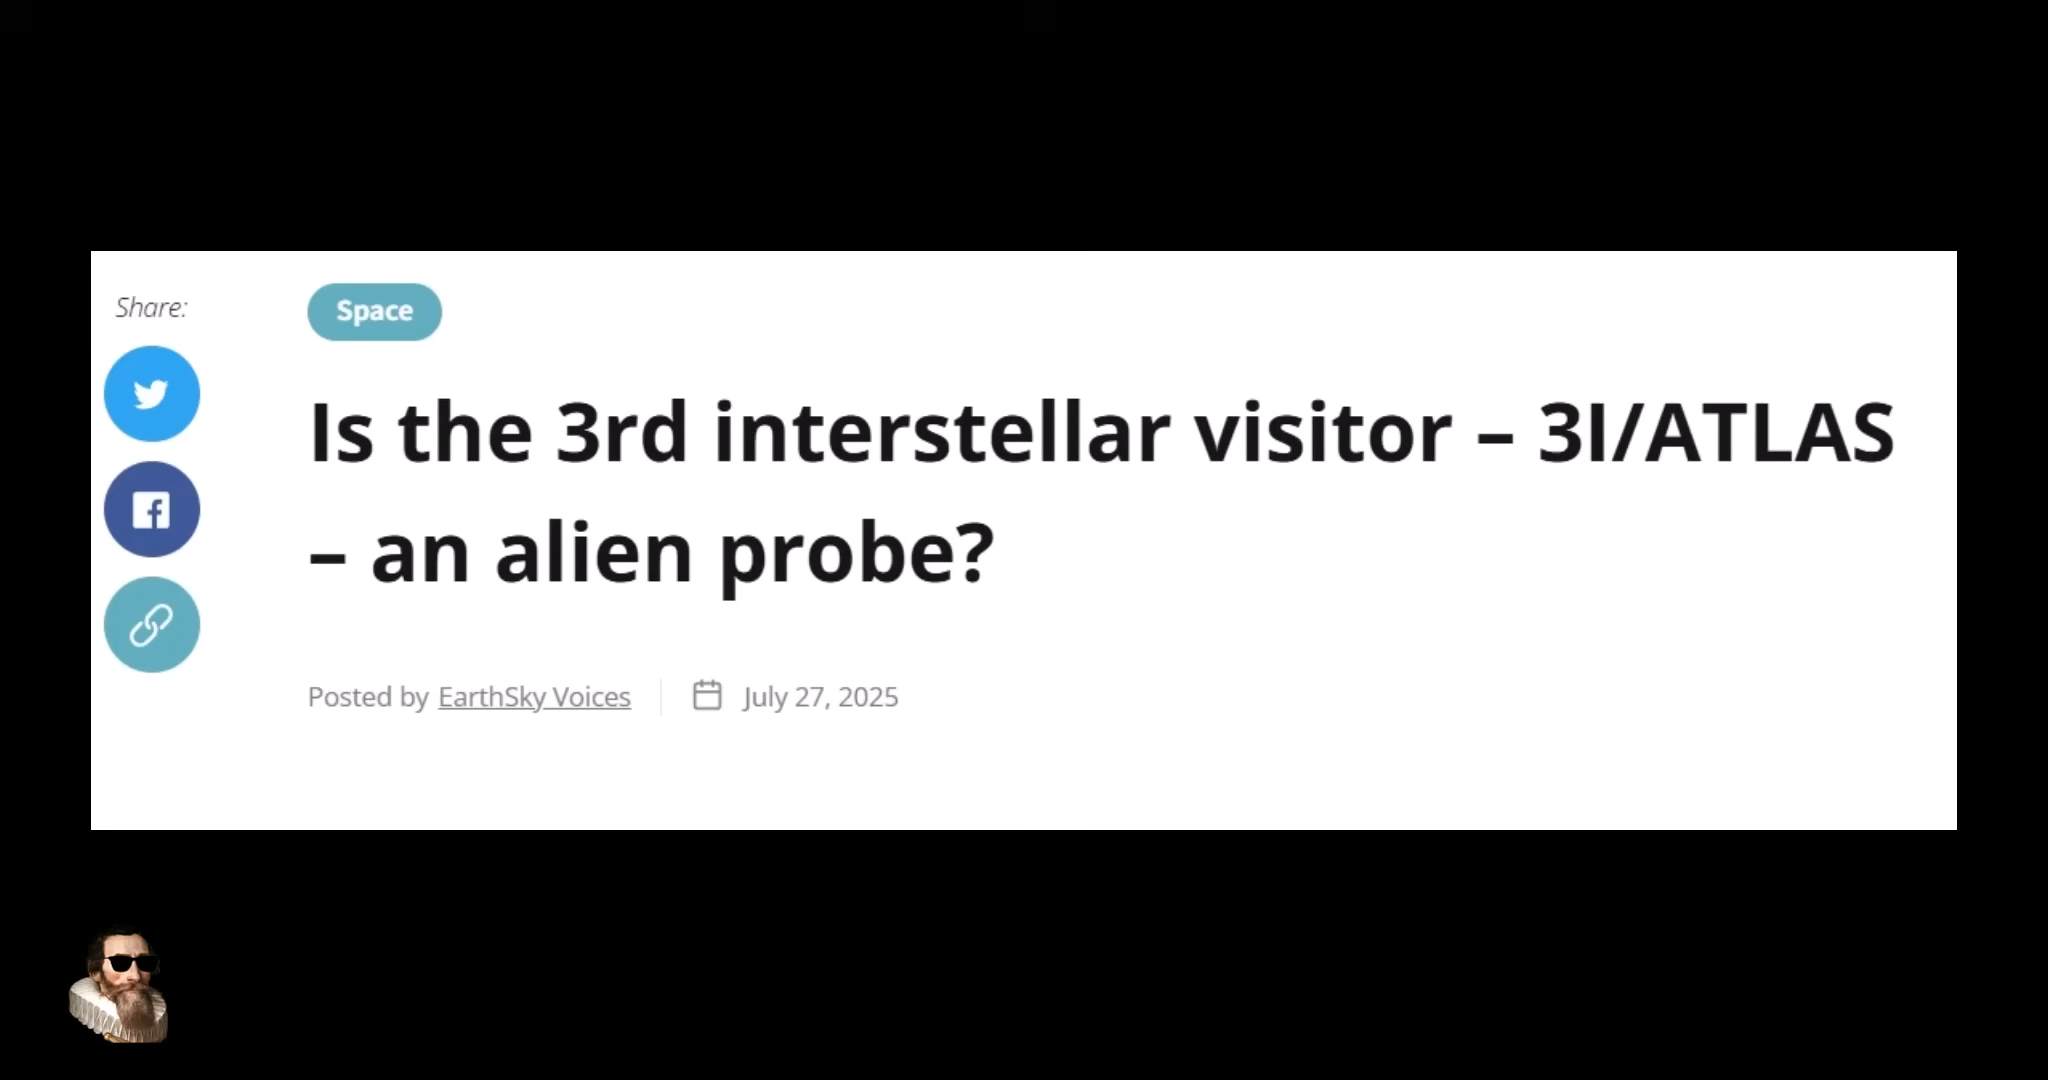 Share:
Space
Is the 3rd interstellar visitor – 3I/ATLAS
– an alien probe?
Posted by EarthSky Voices
July 27, 2025